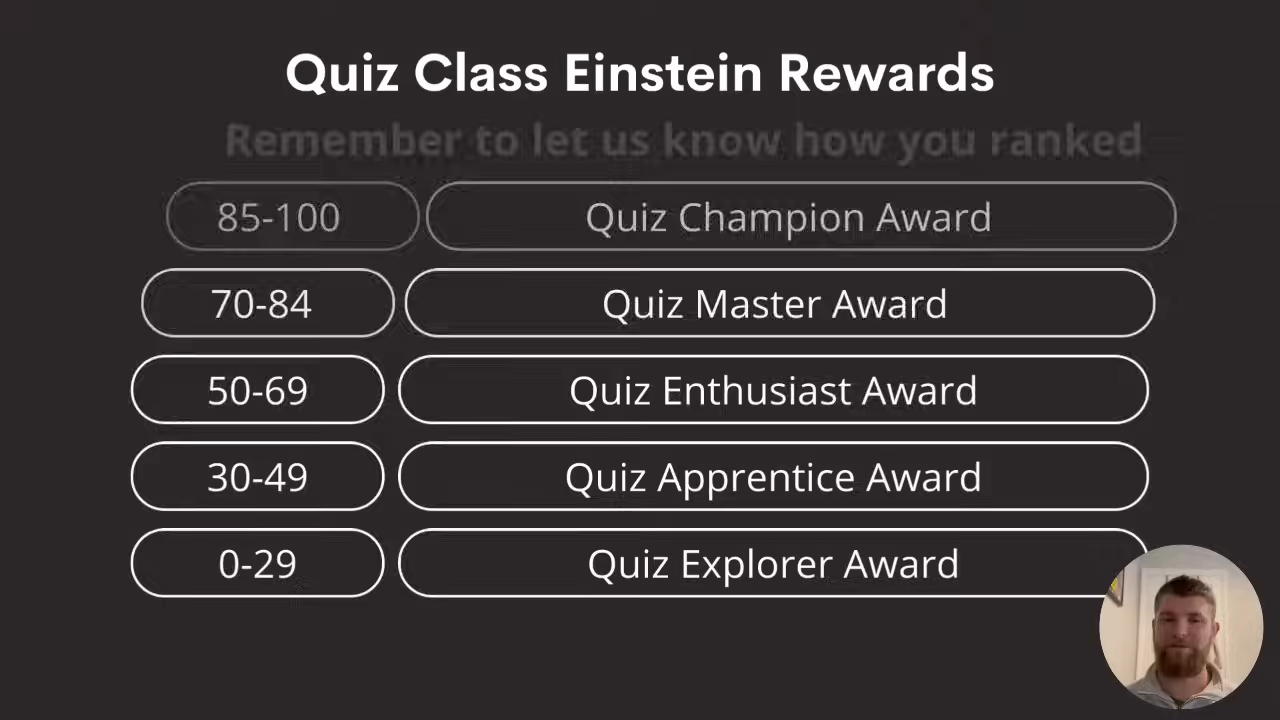 Quiz Class Einstein Rewards
Remember to let us know how you ranked
85-100 Quiz Champion Award
70-84 Quiz Master Award
50-69 Quiz Enthusiast Award
30-49 Quiz Apprentice Award
0-29 Quiz Explorer Award